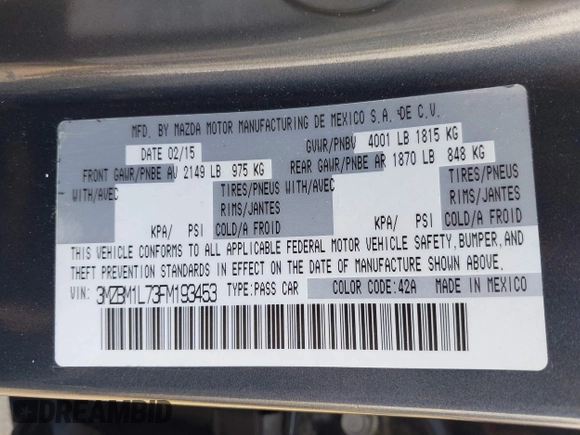 MFD. BY MAZDA MOTOR MANUFACTURING DE MEXICO S.A. DE C.V.
DATE 02/15 GVWR/PNBV 4001 LB 1815 KG
FRONT GAWR/PNBE AV 2149 LB 975 KG REAR GAWR/PNBE AR 1870 LB 848 KG
WITH/AVEC TIRES/PNEUS WITH/AVEC TIRES/PNEUS
RIMS/JANTES RIMS/JANTES
KPA/ PSI COLD/A FROID KPA/ PSI COLD/A FROID
THIS VEHICLE CONFORMS TO ALL APPLICABLE FEDERAL MOTOR VEHICLE SAFETY, BUMPER, AND
THEFT PREVENTION STANDARDS IN EFFECT ON THE DATE OF MANUFACTURE SHOWN ABOVE.
VIN: 3MZBM1L73FM193453 TYPE:PASS CAR COLOR CODE:42A MADE IN MEXICO
DREAMBID